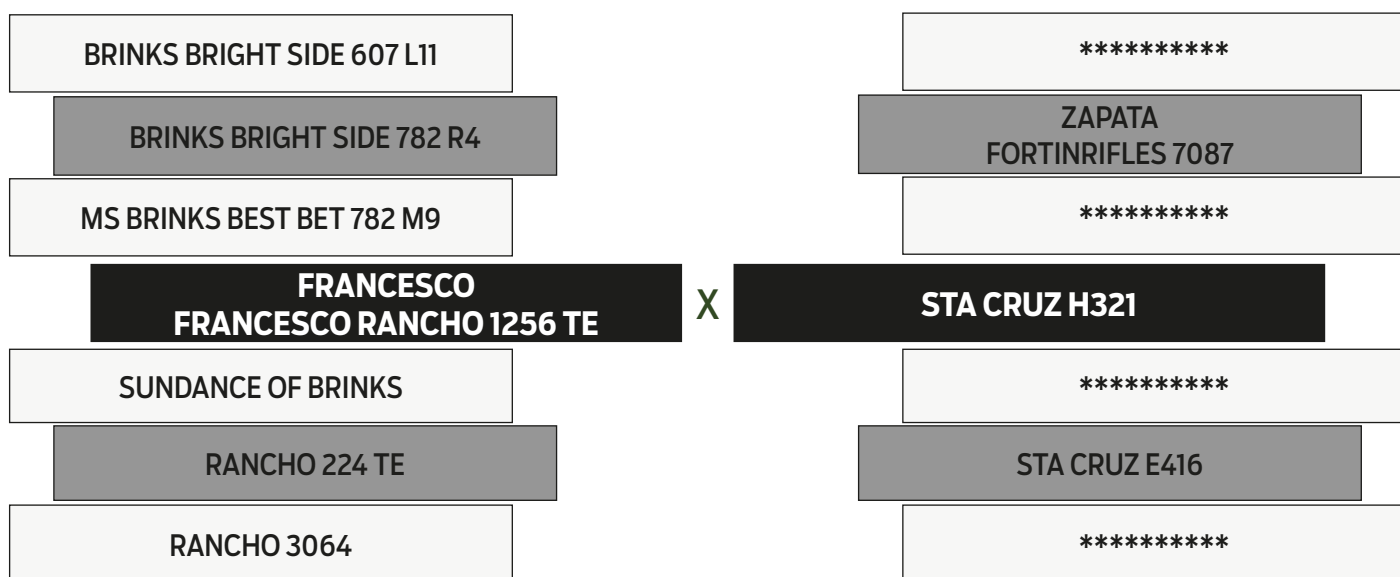 BRINKS BRIGHT SIDE 607 L11
**********
BRINKS BRIGHT SIDE 782 R4
ZAPATA
FORTINRIFLES 7087
MS BRINKS BEST BET 782 M9
**********
FRANCESCO
FRANCESCO RANCHO 1256 TE
X
STA CRUZ H321
SUNDANCE OF BRINKS
**********
RANCHO 224 TE
STA CRUZ E416
RANCHO 3064
**********